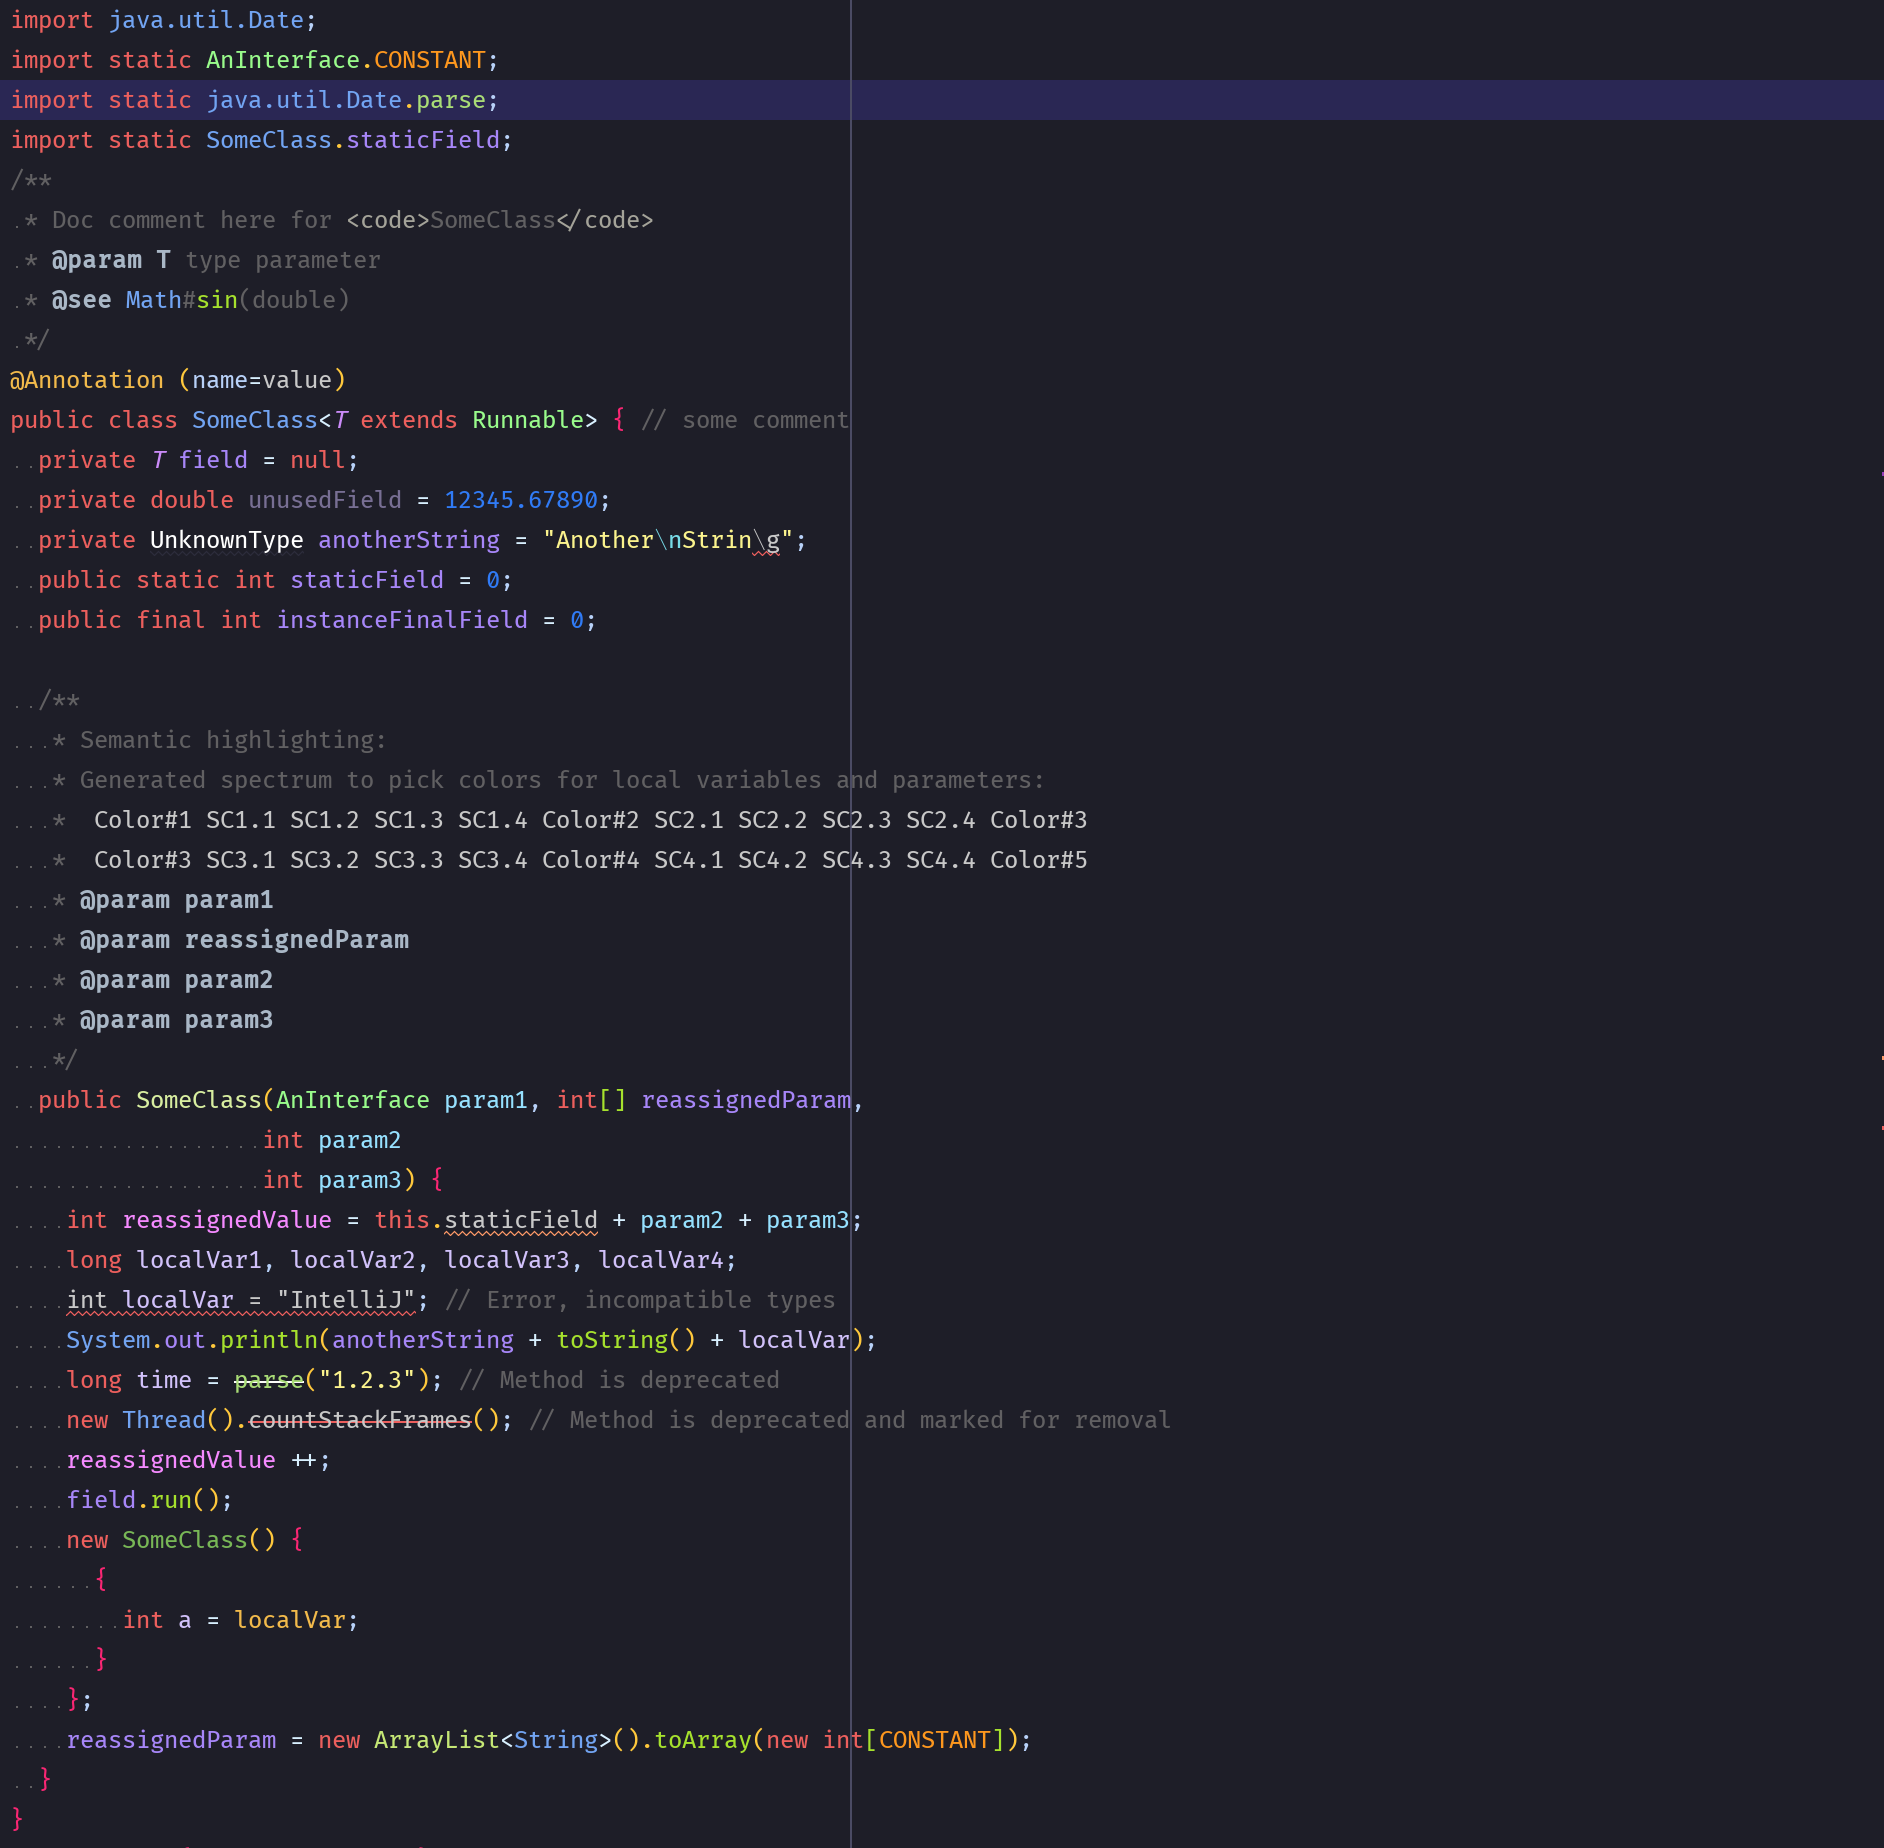 import java.util.Date;
import static AnInterface.CONSTANT;
import static java.util.Date.parse;
import static SomeClass.staticField;
/**
 * Doc comment here for <code>SomeClass</code>
 * @param T type parameter
 * @see Math#sin(double)
 */
@Annotation (name=value)
public class SomeClass<T extends Runnable> { // some comment
  private T field = null;
  private double unusedField = 12345.67890;
  private UnknownType anotherString = "Another\nStrin\g";
  public static int staticField = 0;
  public final int instanceFinalField = 0;

  /**
   * Semantic highlighting:
   * Generated spectrum to pick colors for local variables and parameters:
   *  Color#1 SC1.1 SC1.2 SC1.3 SC1.4 Color#2 SC2.1 SC2.2 SC2.3 SC2.4 Color#3
   *  Color#3 SC3.1 SC3.2 SC3.3 SC3.4 Color#4 SC4.1 SC4.2 SC4.3 SC4.4 Color#5
   * @param param1
   * @param reassignedParam
   * @param param2
   * @param param3
   */
  public SomeClass(AnInterface param1, int[] reassignedParam,
                  int param2
                  int param3) {
    int reassignedValue = this.staticField + param2 + param3;
    long localVar1, localVar2, localVar3, localVar4;
    int localVar = "IntelliJ"; // Error, incompatible types
    System.out.println(anotherString + toString() + localVar);
    long time = parse("1.2.3"); // Method is deprecated
    new Thread().countStackFrames(); // Method is deprecated and marked for removal
    reassignedValue ++;
    field.run();
    new SomeClass() {
      {
        int a = localVar;
      }
    };
    reassignedParam = new ArrayList<String>().toArray(new int[CONSTANT]);
  }
}